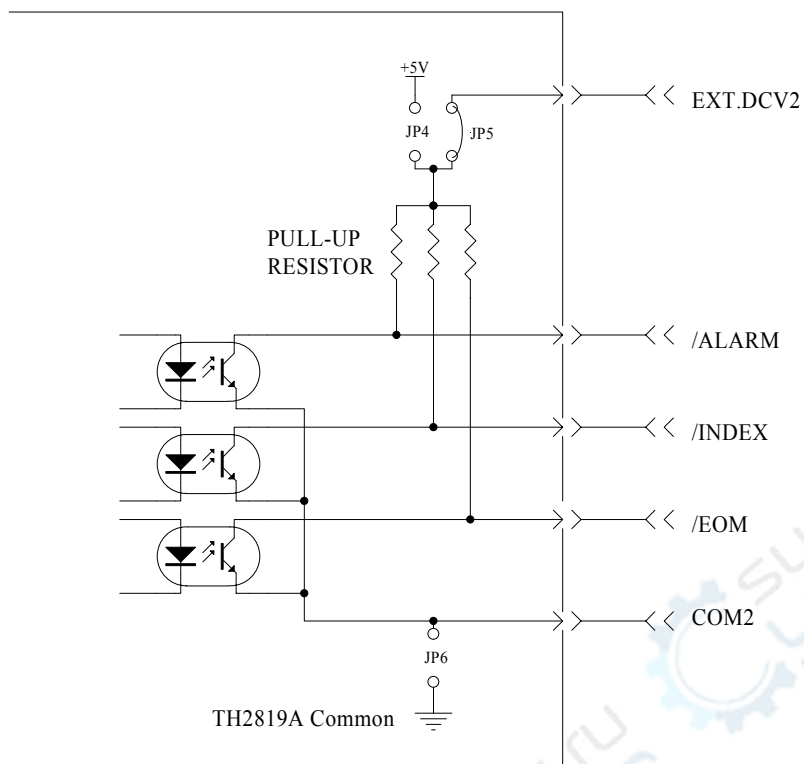 +5V
EXT.DCV2
JP4
JP5
PULL-UP
RESISTOR
/ALARM
/INDEX
/EOM
COM2
JP6
TH2819A Common